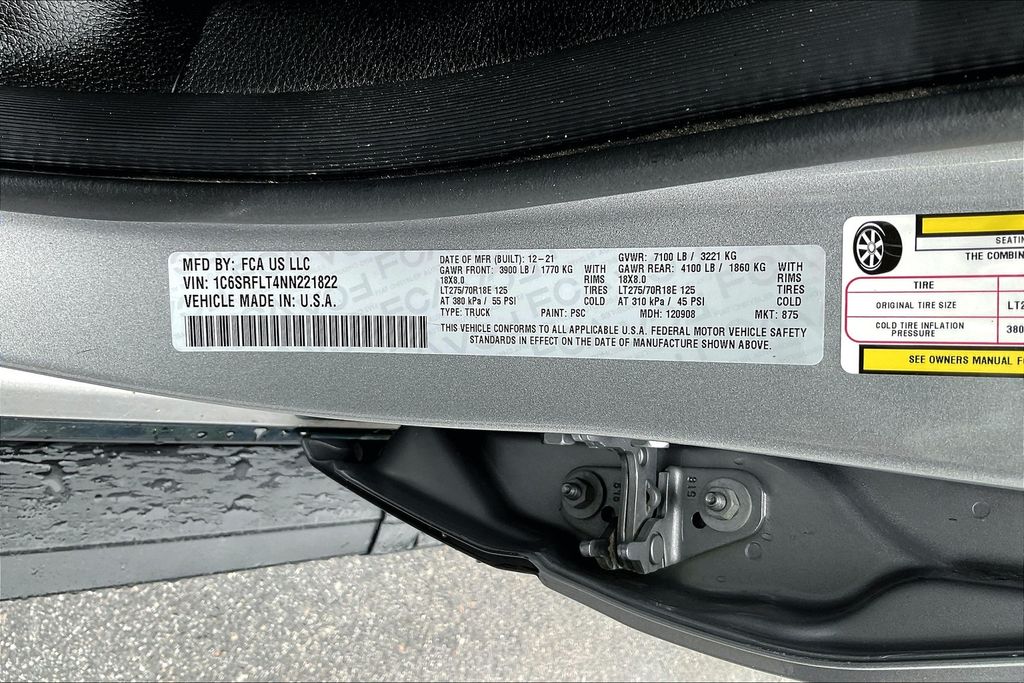 MFD BY: FCA US LLC
VIN: 1C6SRFLT4NN221822
VEHICLE MADE IN: U.S.A.
DATE OF MFR (BUILT): 12-21 GVWR: 7100 LB / 3221 KG
GAWR FRONT: 3900 LB / 1770 KG WITH GAWR REAR: 4100 LB / 1860 KG WITH
18X8.0 RIMS 18X8.0 RIMS
LT275/70R18E 125 TIRES LT275/70R18E 125 TIRES
AT 380 kPa / 55 PSI COLD AT 310 kPa / 45 PSI COLD
TYPE: TRUCK PAINT: PSC MDH: 120908 MKT: 875
THIS VEHICLE CONFORMS TO ALL APPLICABLE U.S.A. FEDERAL MOTOR VEHICLE SAFETY
STANDARDS IN EFFECT ON THE DATE OF MANUFACTURE SHOWN ABOVE.
THE COMBIN
TIRE
ORIGINAL TIRE SIZE LT2
COLD TIRE INFLATION
PRESSURE 380
SEE OWNERS MANUAL
516
516